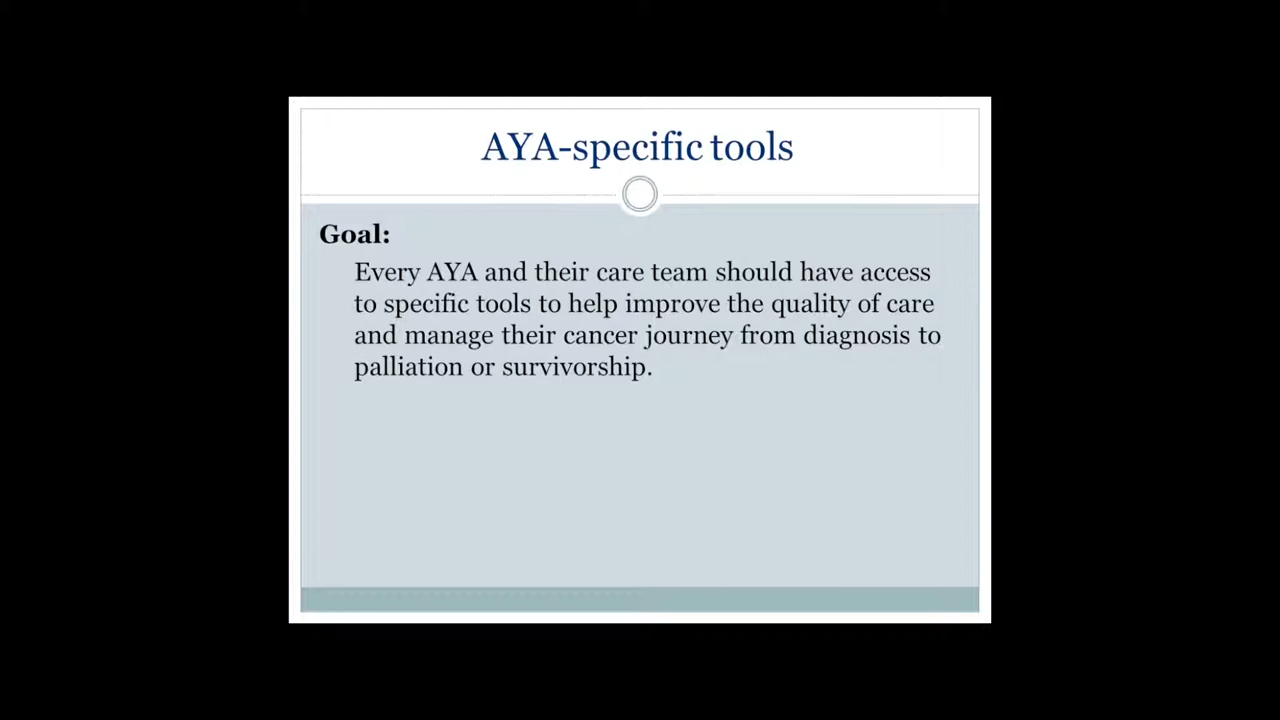 AYA-specific tools
Goal:
Every AYA and their care team should have access
to specific tools to help improve the quality of care
and manage their cancer journey from diagnosis to
palliation or survivorship.